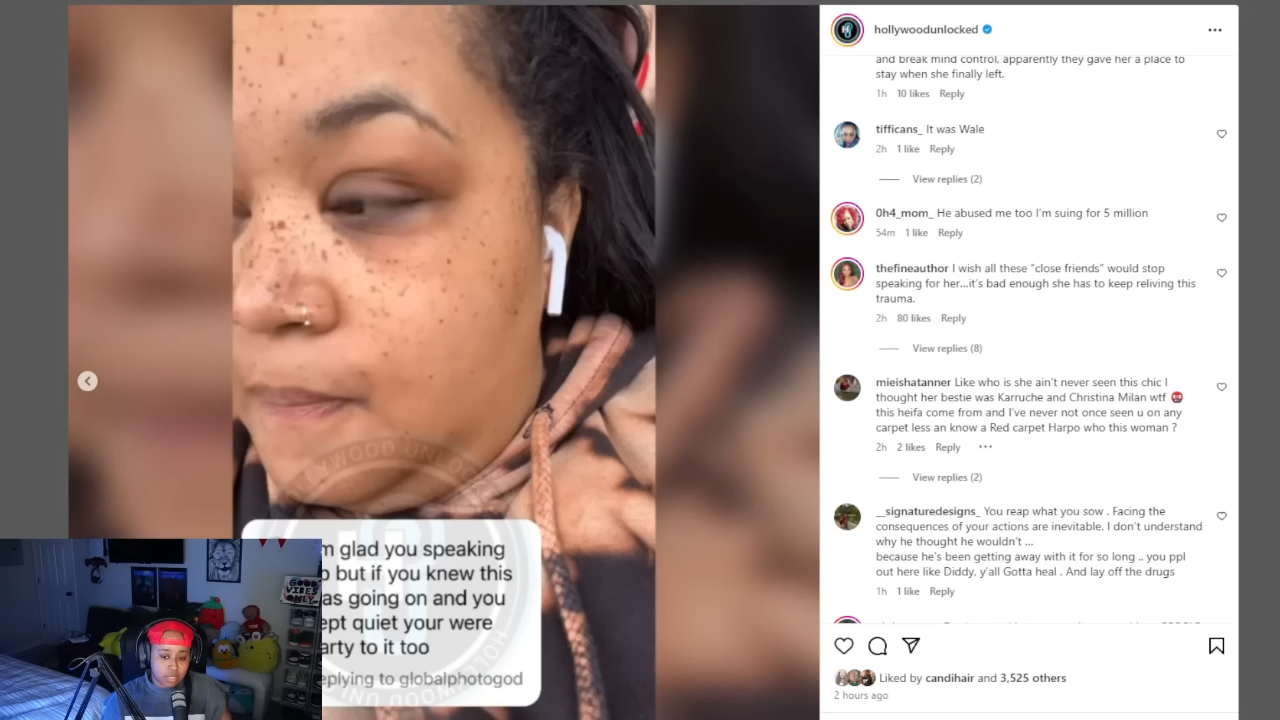 hollywoodunlocked
and break mind control, apparently they gave her a place to
stay when she finally left.
1h 10 likes Reply
tifficans_ It was Wale
2h 1 like Reply
View replies (2)
0h4_mom_ He abused me too I'm suing for 5 million
54m 1 like Reply
thefineauthor I wish all these "close friends" would stop
speaking for her...it's bad enough she has to keep reliving this
trauma.
2h 80 likes Reply
View replies (8)
mieishatanner Like who is she ain't never seen this chic I
thought her bestie was Karruche and Christina Milan wtf
this heifa come from and I've never not once seen u on any
carpet less an know a Red carpet Harpo who this woman ?
2h 2 likes Reply
View replies (2)
__signaturedesigns_ You reap what you sow . Facing the
consequences of your actions are inevitable. I don't understand
why he thought he wouldn't ...
because he's been getting away with it for so long .. you ppl
out here like Diddy, y'all Gotta heal . And lay off the drugs
1h 1 like Reply
Liked by candihair and 3,525 others
2 hours ago
m glad you speaking
but if you knew this
as going on and you
ept quiet your were
arty to it too
eplying to globalphotogod
HOLLYWOOD UNLOCKED
GOOD
VIBES
ONLY